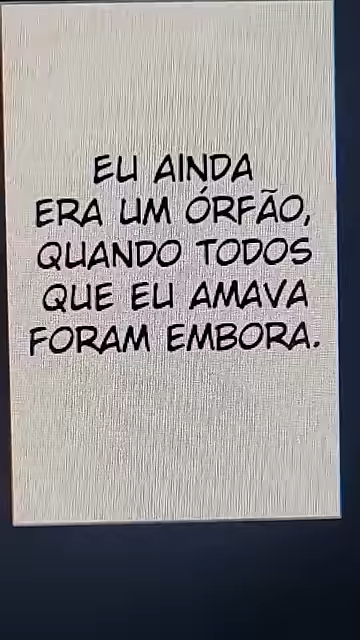 EU AINDA
ERA UM ÓRFÃO,
QUANDO TODOS
QUE EU AMAVA
FORAM EMBORA.